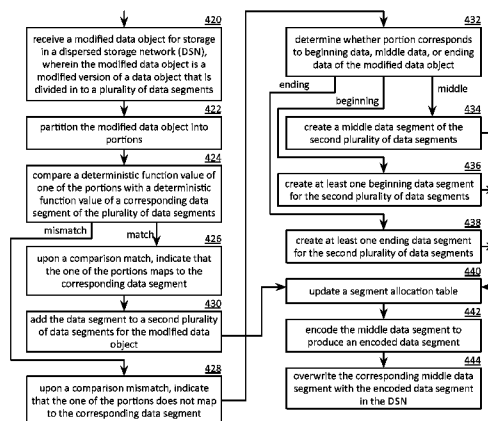 420
receive a modified data object for storage
in a dispersed storage network (DSN),
wherein the modified data object is a
modified version of a data object that is
divided in to a plurality of data segments
422
partition the modified data object into
portions
424
compare a deterministic function value of
one of the portions with a deterministic
function value of a corresponding data
segment of the plurality of data segments
mismatch
match
426
upon a comparison match, indicate that
the one of the portions maps to the
corresponding data segment
430
add the data segment to a second plurality
of data segments for the modified data
object
428
upon a comparison mismatch, indicate
that the one of the portions does not map
to the corresponding data segment
432
determine whether portion corresponds
to beginning data, middle data, or ending
data of the modified data object
ending
beginning
middle
434
create a middle data segment of the
second plurality of data segments
436
create at least one beginning data segment
for the second plurality of data segments
438
create at least one ending data segment
for the second plurality of data segments
440
update a segment allocation table
442
encode the middle data segment to
produce an encoded data segment
444
overwrite the corresponding middle data
segment with the encoded data segment
in the DSN